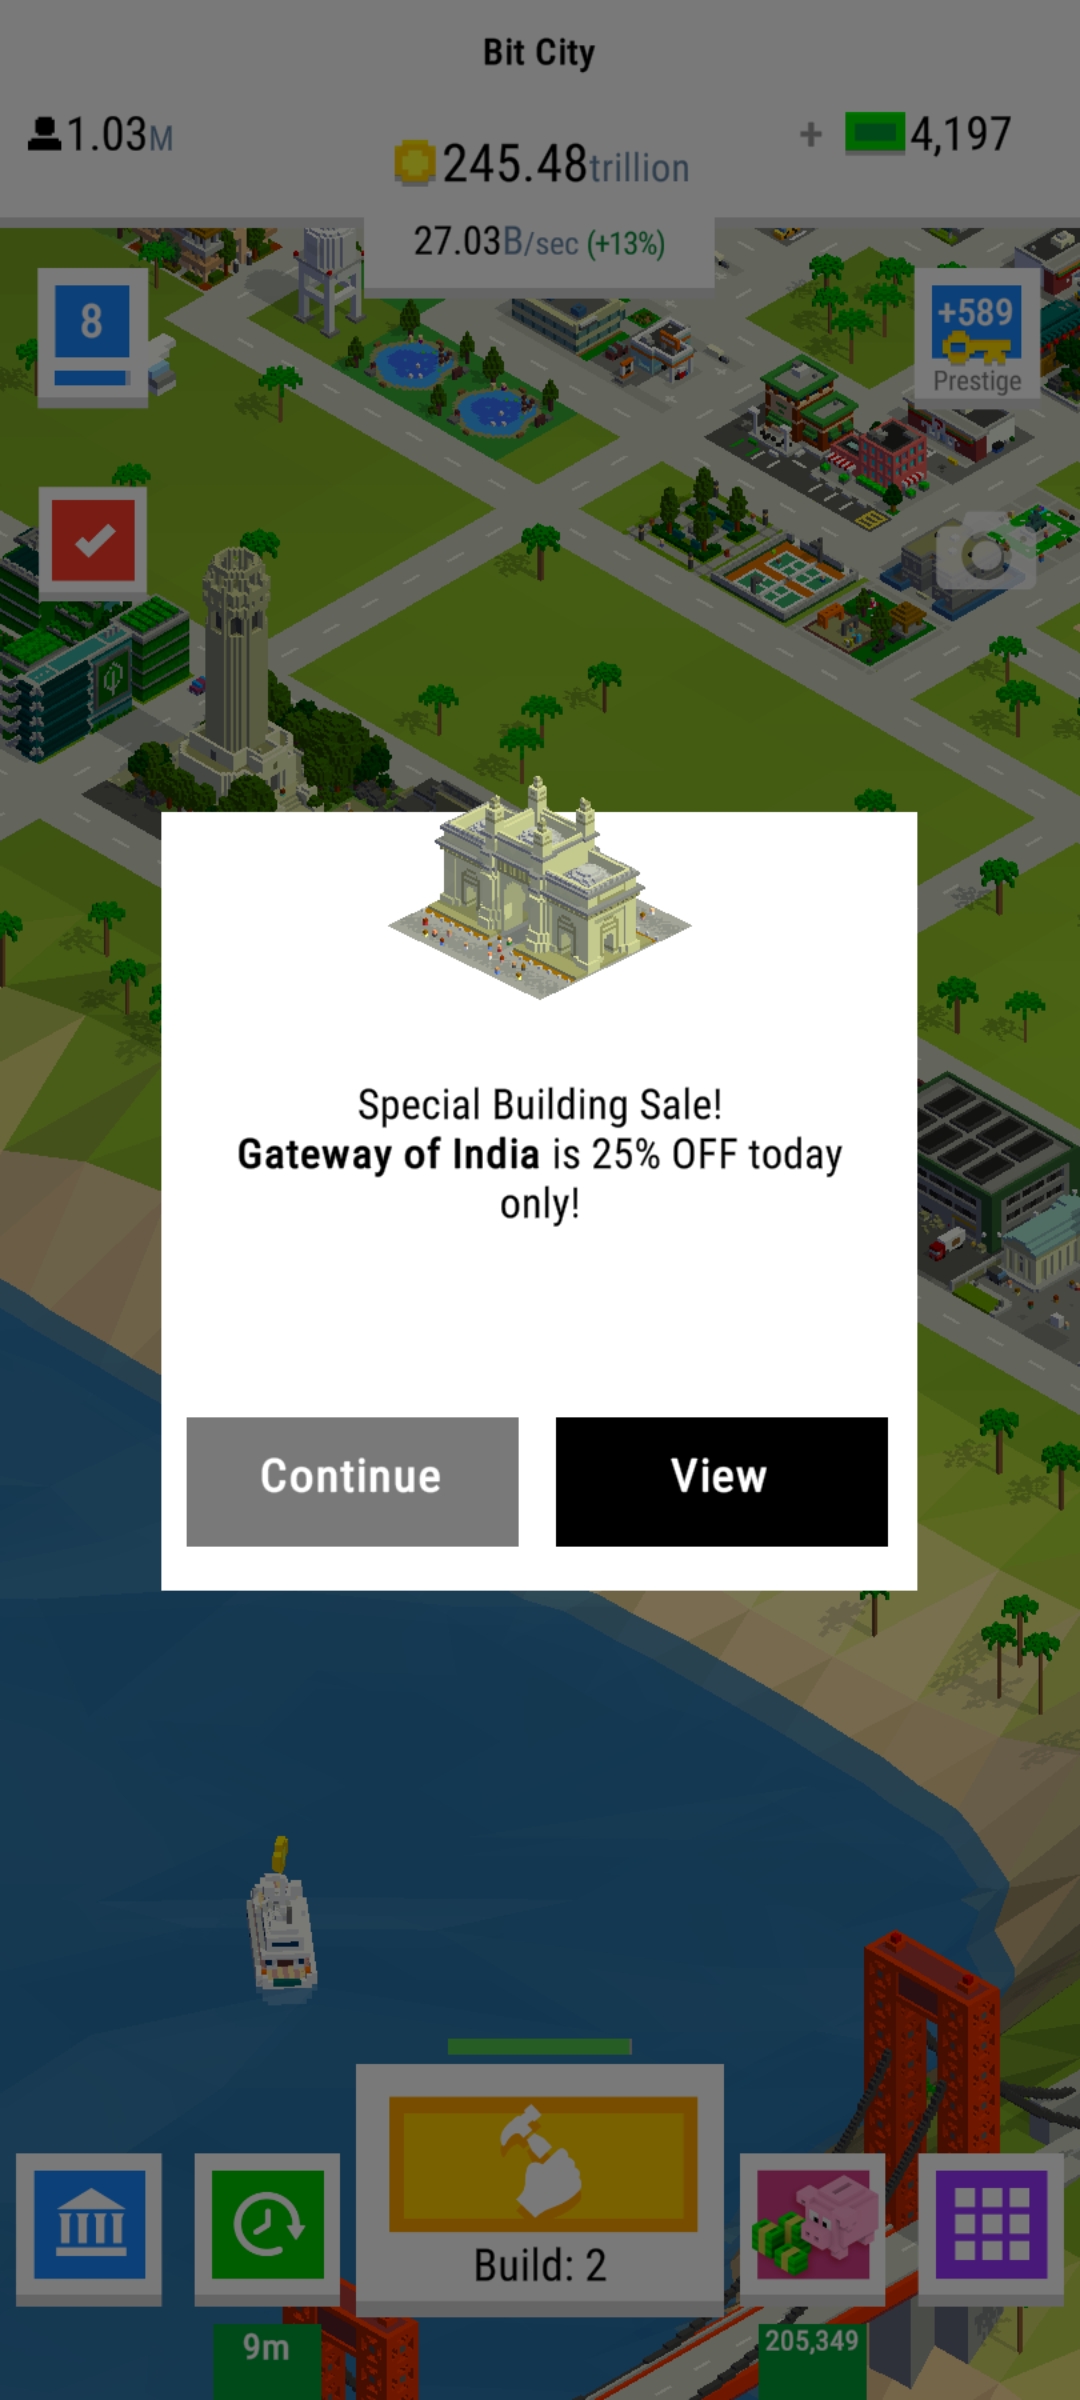 Bit City
1.03M
245.48trillion
+ 4,197
27.03B/sec (+13%)
8
+589
Prestige
Special Building Sale!
Gateway of India is 25% OFF today
only!
Continue
View
Build: 2
9m
205,349